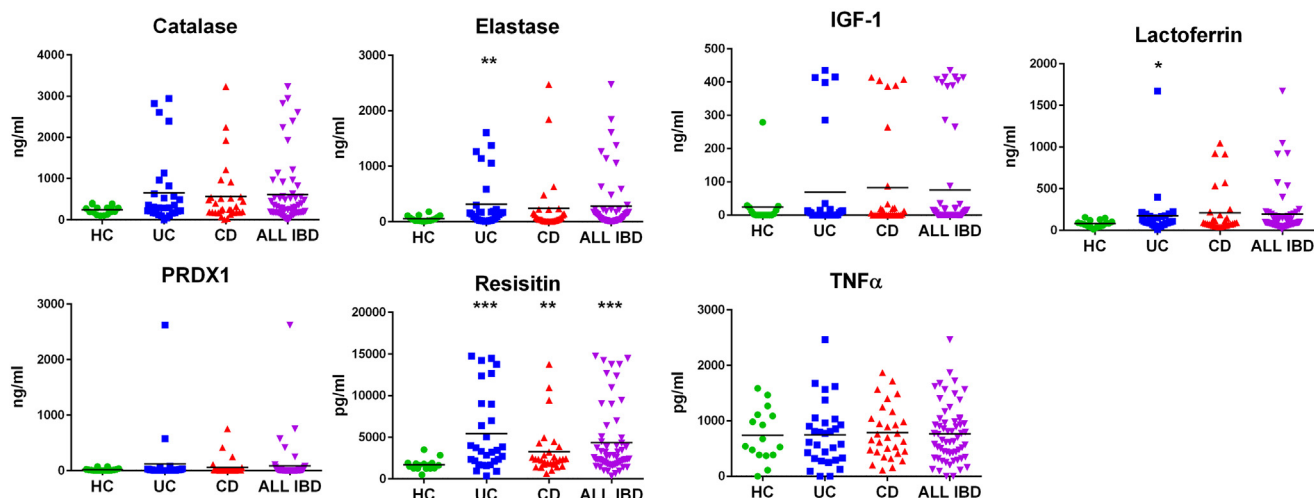 Catalase
ng/ml
4000
3000
2000
1000
0
HC UC CD ALL IBD
Elastase
ng/ml
3000
2000
1000
0
**
HC UC CD ALL IBD
IGF-1
ng/ml
500
400
300
200
100
0
HC UC CD ALL IBD
Lactoferrin
ng/ml
2000
1500
1000
500
0
*
HC UC CD ALL IBD
PRDX1
ng/ml
3000
2000
1000
0
HC UC CD ALL IBD
Resisitin
pg/ml
20000
15000
10000
5000
0
*** ** ***
HC UC CD ALL IBD
TNFα
pg/ml
3000
2000
1000
0
HC UC CD ALL IBD